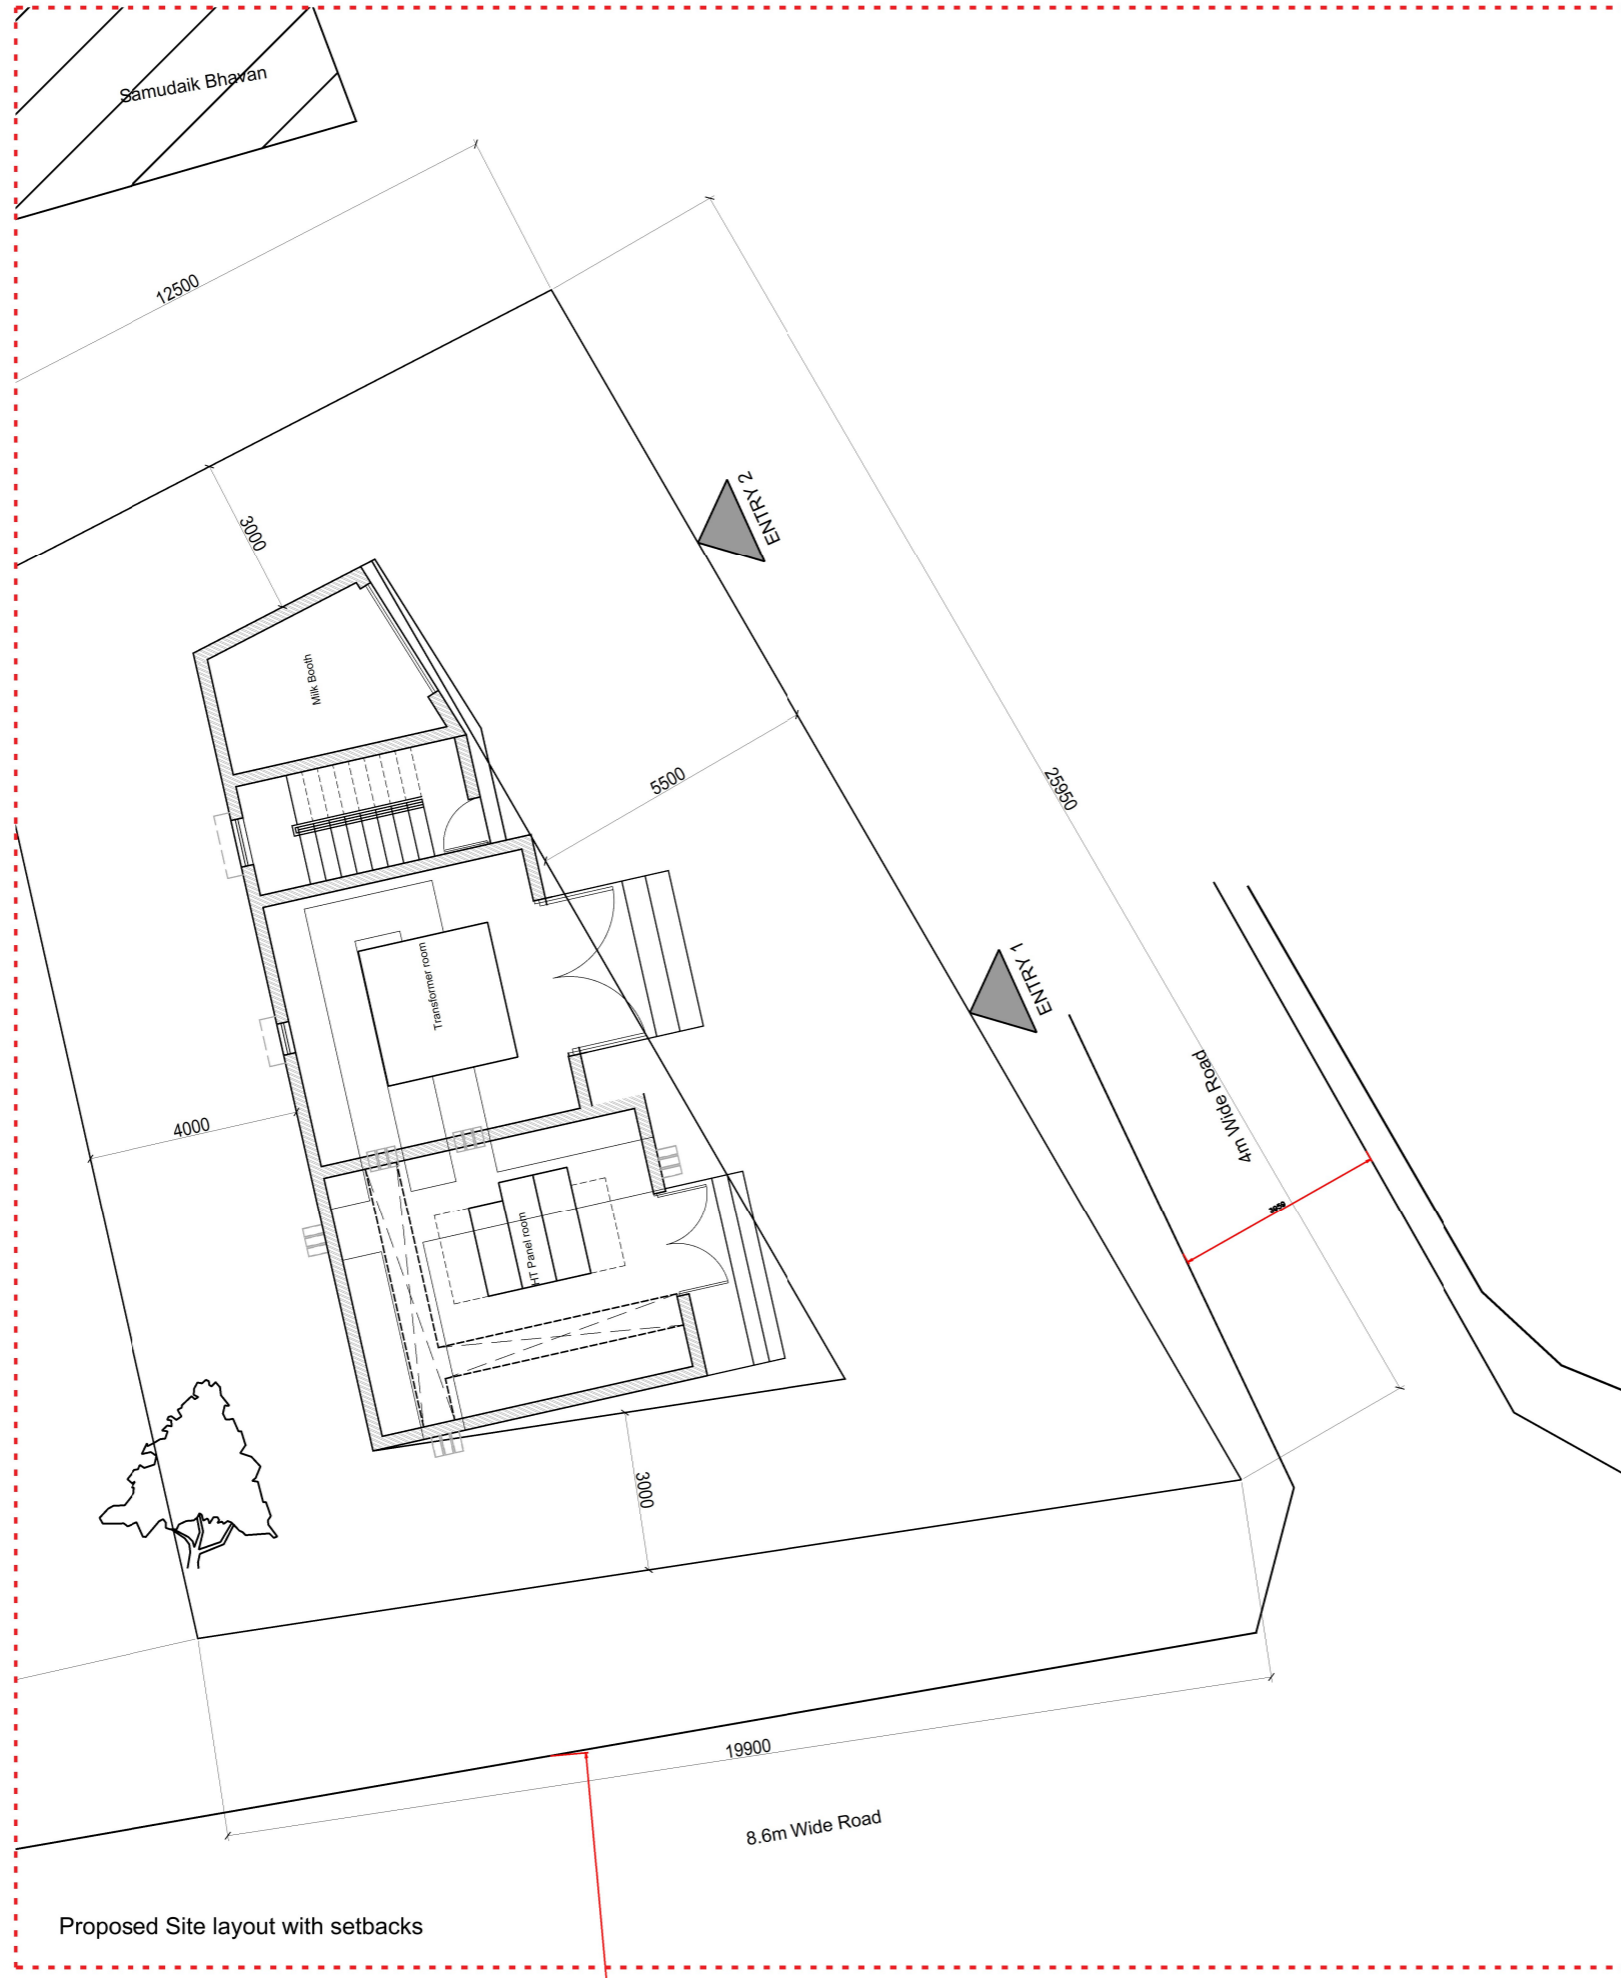 Samudaik Bhavan
12500
3000
ENTRY 2
Milk Booth
5500
25950
Transformer room
ENTRY 1
4m Wide Road
4000
HT Panel room
3000
19900
8.6m Wide Road
Proposed Site layout with setbacks